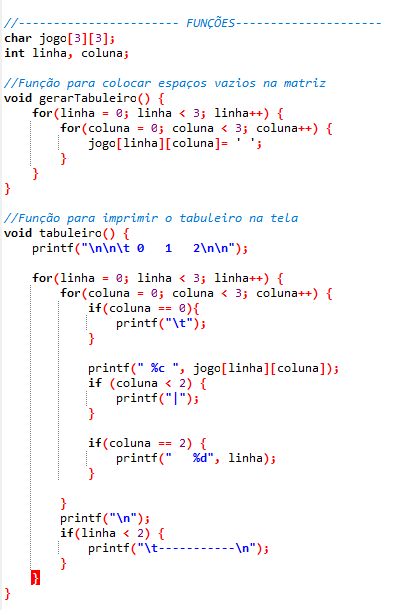 //----------------------- FUNÇÕES---------------------
char jogo[3][3];
int linha, coluna;

//Função para colocar espaços vazios na matriz
void gerarTabuleiro() {
    for(linha = 0; linha < 3; linha++) {
        for(coluna = 0; coluna < 3; coluna++) {
            jogo[linha][coluna]= ' ';
        }
    }
}

//Função para imprimir o tabuleiro na tela
void tabuleiro() {
    printf("\n\n\t 0   1   2\n\n");

    for(linha = 0; linha < 3; linha++) {
        for(coluna = 0; coluna < 3; coluna++) {
            if(coluna == 0){
                printf("\t");
            }

            printf(" %c ", jogo[linha][coluna]);
            if (coluna < 2) {
                printf("|");
            }

            if(coluna == 2) {
                printf("   %d", linha);
            }

        }
        printf("\n");
        if(linha < 2) {
            printf("\t-----------\n");
        }
    }
}